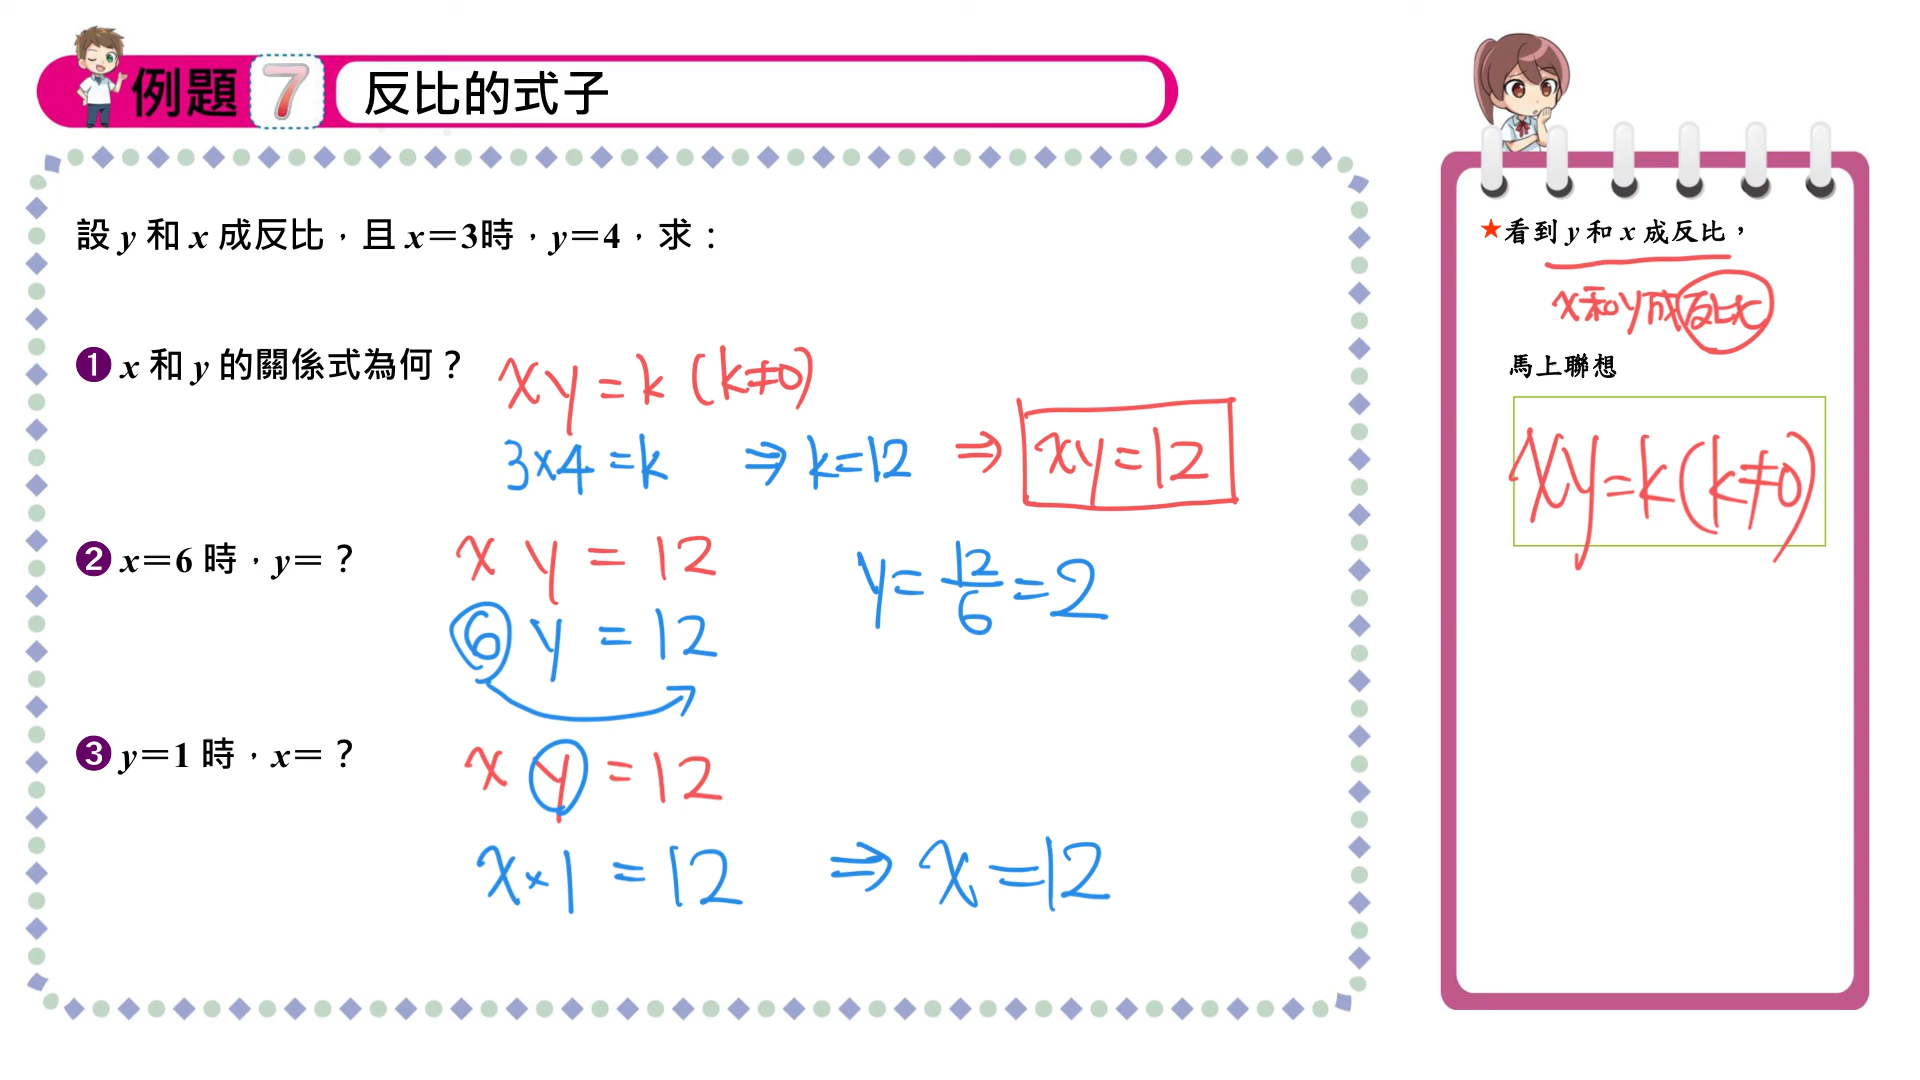 例題 7 反比的式子
設 y 和 x 成反比，且 x＝3時，y＝4，求：
❶ x 和 y 的關係式為何？ xy=k (k≠0)
3×4=k ⇒ k=12 ⇒ xy=12
❷ x＝6 時，y＝？ x y = 12 y=12/6=2
6 y = 12
❸ y＝1 時，x＝？ x y = 12
x×1 = 12 ⇒ x=12
★看到 y 和 x 成反比，
x和y成反比
馬上聯想
xy=k(k≠0)